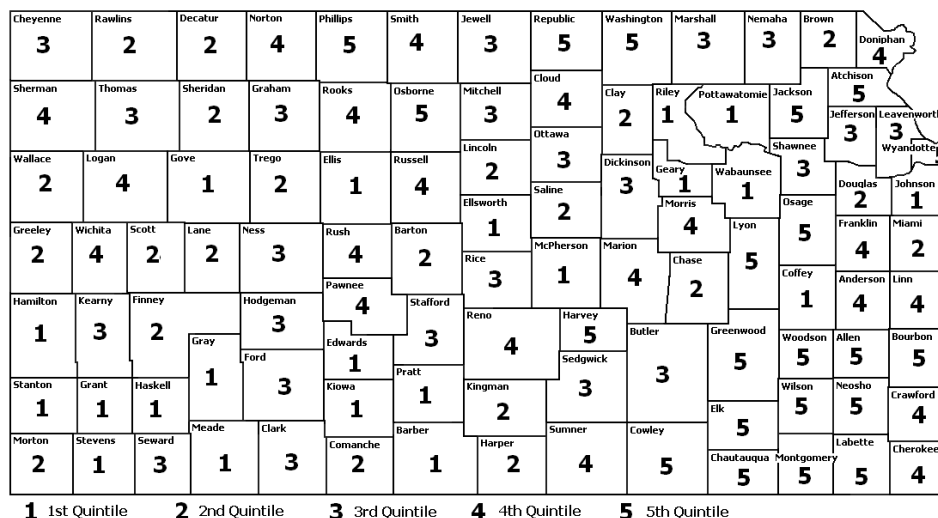 Cheyenne Rawlins Decatur Norton Phillips Smith Jewell Republic Washington Marshall Nemaha Brown Doniphan
3 2 2 4 5 4 3 5 5 3 3 2 4
Cloud Atchison
4 5
Sherman Thomas Sheridan Graham Rooks Osborne Mitchell Clay Riley Pottawatomie Jackson Jefferson Leavenworth
4 3 2 3 4 5 3 2 1 1 5 3 3
Ottawa Shawnee Wyandotte
3 3
Wallace Logan Gove Trego Ellis Russell Lincoln Dickinson Geary Wabaunsee
2 4 1 2 1 4 2 3 1 1
Saline Douglas Johnson
2 2 1
Ellsworth Morris Osage
1 4 5
Greeley Wichita Scott Lane Ness Rush Barton Lyon Franklin Miami
2 4 2 2 3 4 2 5 4 2
Rice McPherson Marion Chase
3 1 4 2
Hamilton Kearny Finney Hodgeman Pawnee Stafford Coffey Anderson Linn
1 3 2 3 4 3 1 4 4
Reno Harvey Butler Greenwood
4 5 3 5
Gray Ford Edwards Sedgwick Woodson Allen Bourbon
1 3 1 3 5 5 5
Pratt
1
Stanton Grant Haskell Kiowa Kingman Wilson Neosho Crawford
1 1 1 1 2 5 5 4
Elk
5
Morton Stevens Seward Meade Clark Comanche Barber Harper Sumner Cowley Chautauqua Montgomery Labette Cherokee
2 1 3 1 3 2 1 2 4 5 5 5 5 4
1 1st Quintile 2 2nd Quintile 3 3rd Quintile 4 4th Quintile 5 5th Quintile